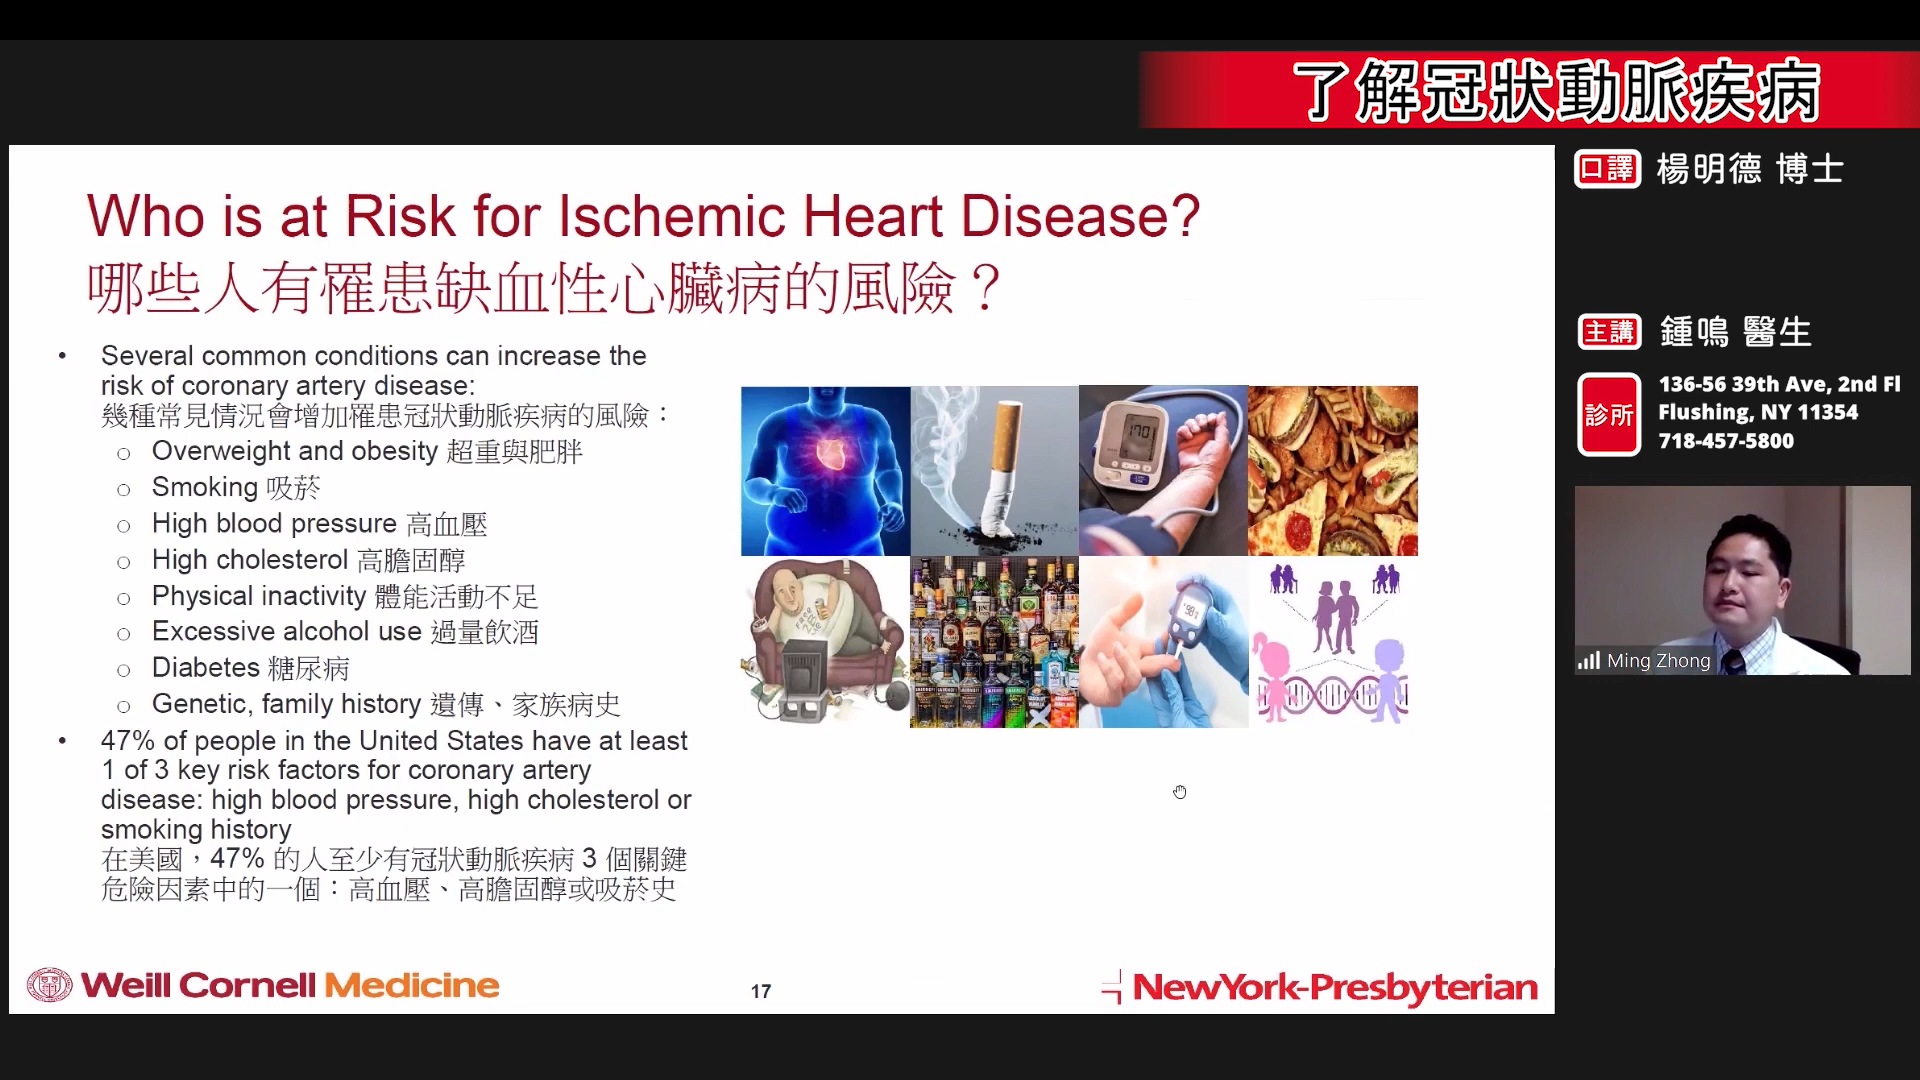 了解冠狀動脈疾病
口譯 楊明德 博士
主講 鍾鳴 醫生
診所
136-56 39th Ave, 2nd Fl
Flushing, NY 11354
718-457-5800
Ming Zhong
Who is at Risk for Ischemic Heart Disease?
哪些人有罹患缺血性心臟病的風險？
• Several common conditions can increase the
risk of coronary artery disease:
幾種常見情況會增加罹患冠狀動脈疾病的風險：
○ Overweight and obesity 超重與肥胖
○ Smoking 吸菸
○ High blood pressure 高血壓
○ High cholesterol 高膽固醇
○ Physical inactivity 體能活動不足
○ Excessive alcohol use 過量飲酒
○ Diabetes 糖尿病
○ Genetic, family history 遺傳、家族病史
• 47% of people in the United States have at least
1 of 3 key risk factors for coronary artery
disease: high blood pressure, high cholesterol or
smoking history
在美國，47% 的人至少有冠狀動脈疾病 3 個關鍵
危險因素中的一個：高血壓、高膽固醇或吸菸史
170
Weill Cornell Medicine
17
NewYork-Presbyterian